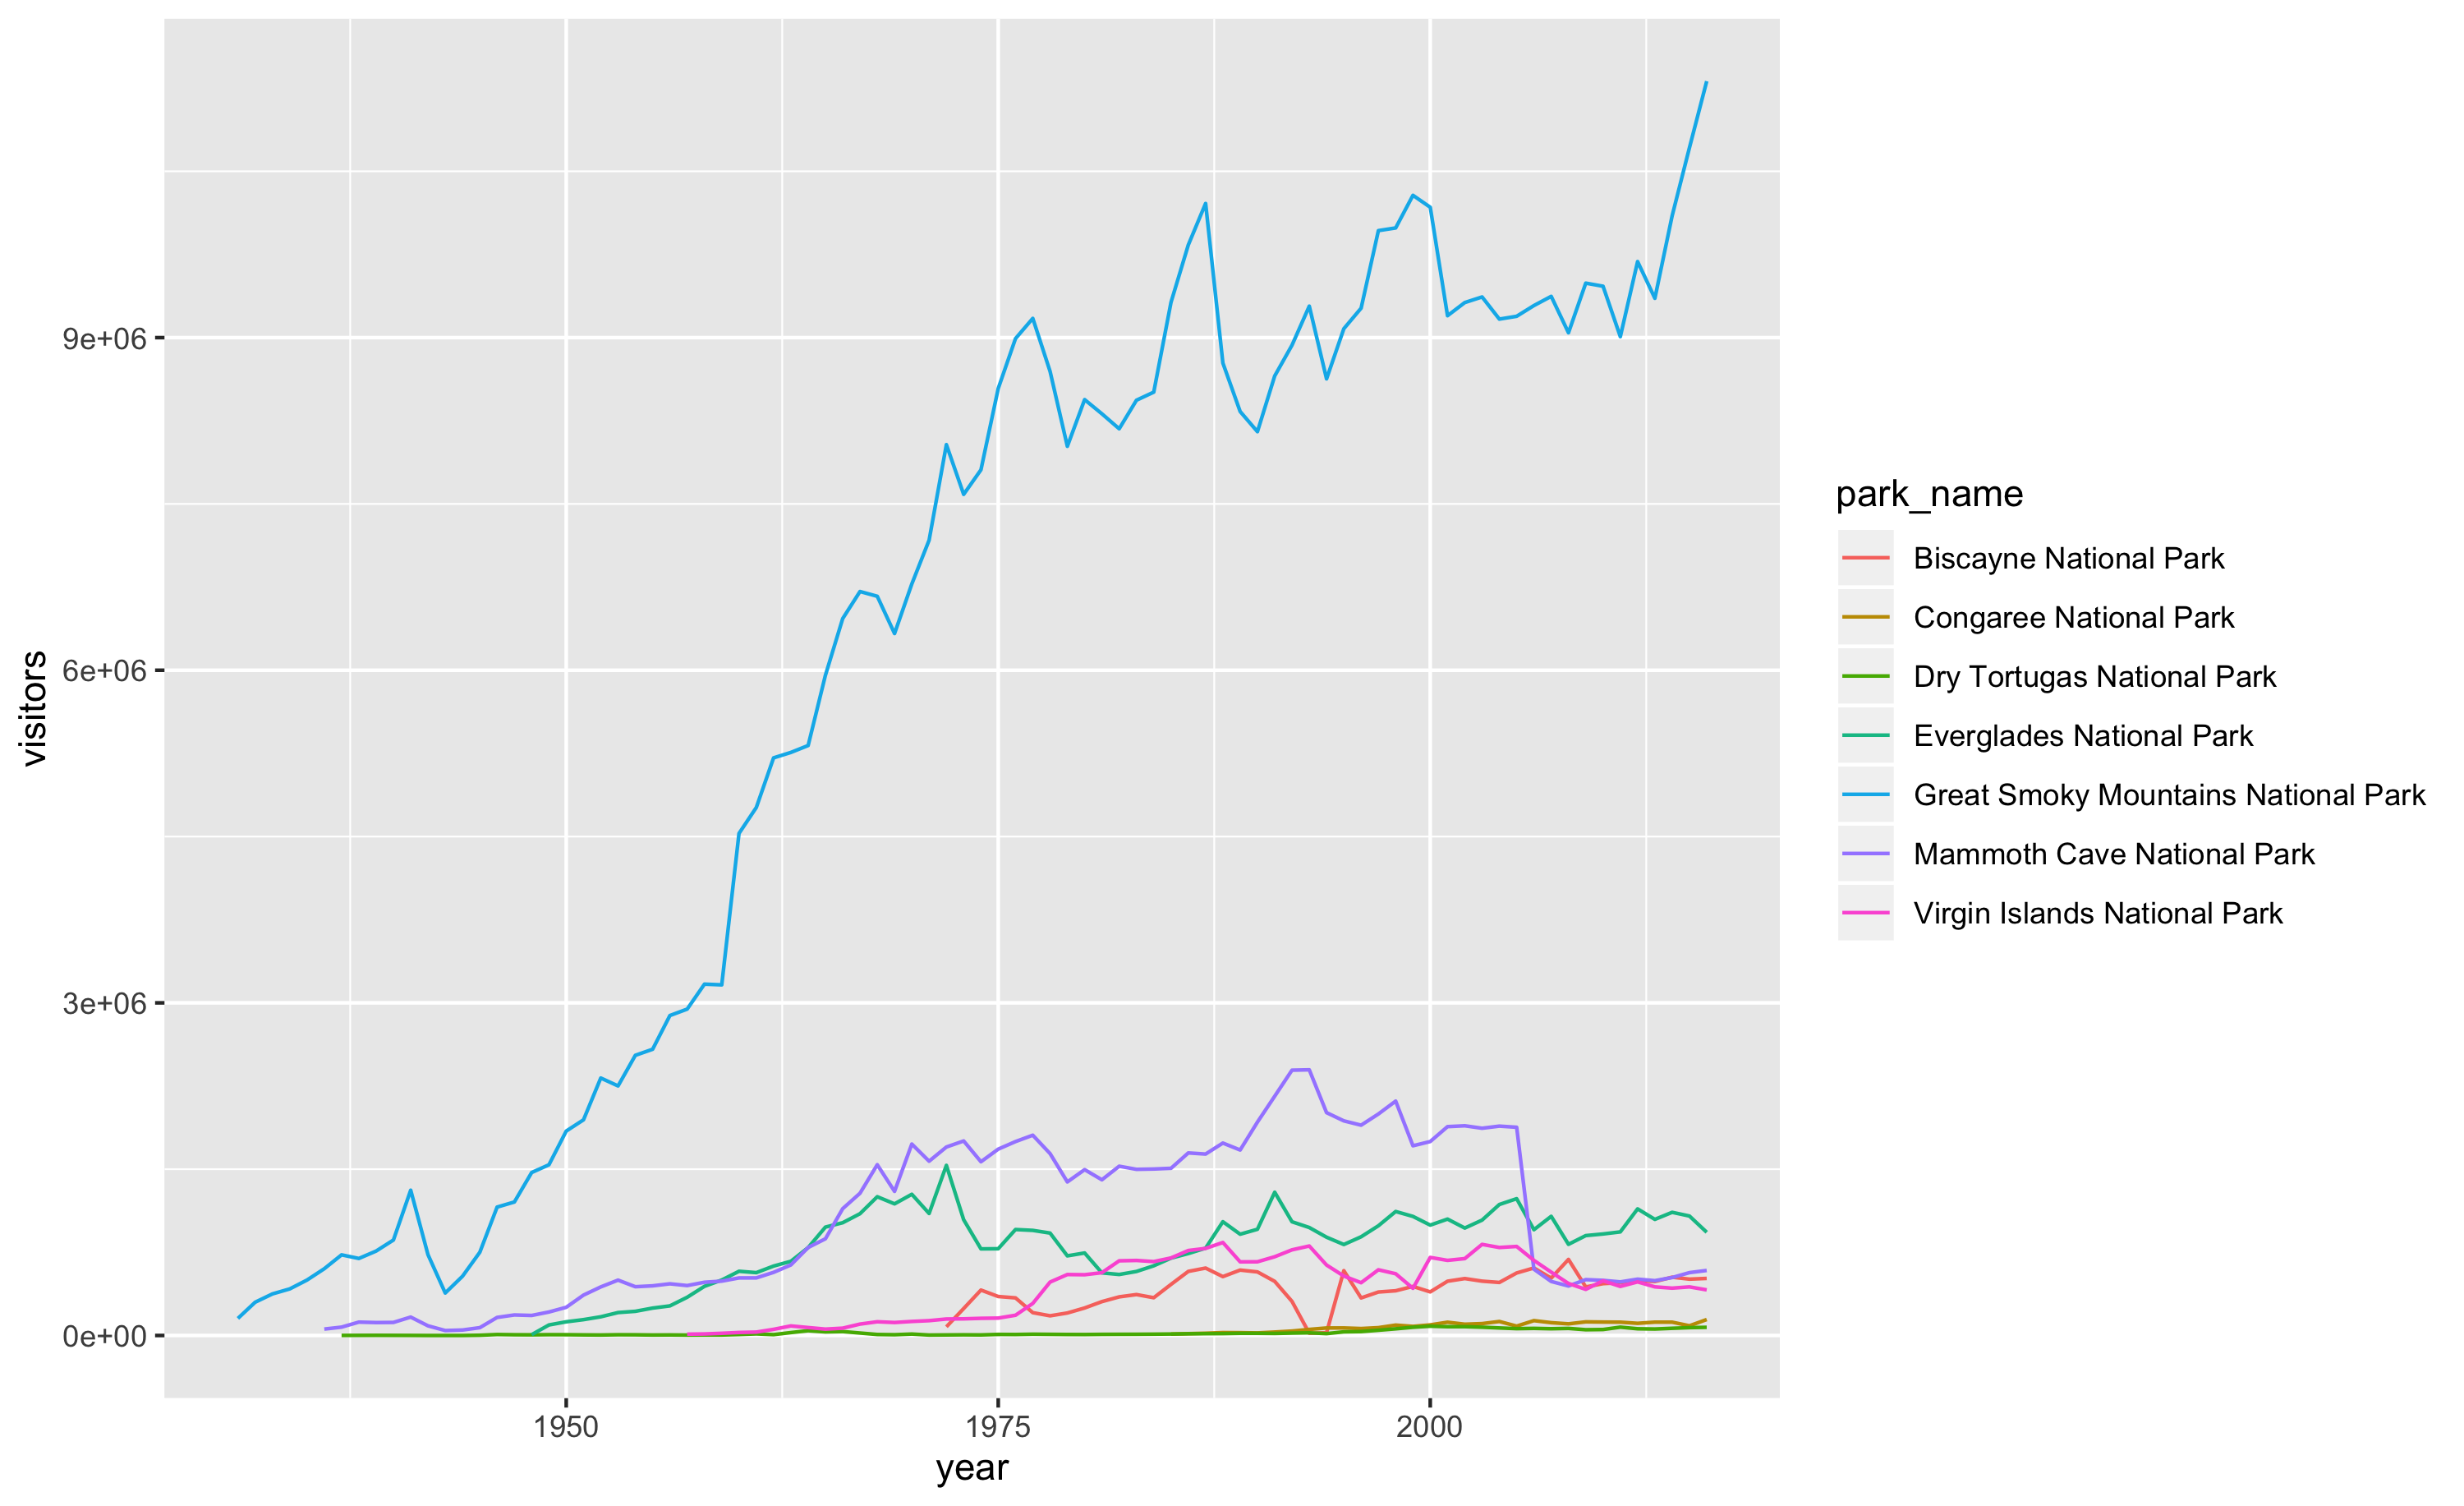 visitors
9e+06
6e+06
3e+06
0e+00
1950
1975
2000
year
park_name
Biscayne National Park
Congaree National Park
Dry Tortugas National Park
Everglades National Park
Great Smoky Mountains National Park
Mammoth Cave National Park
Virgin Islands National Park